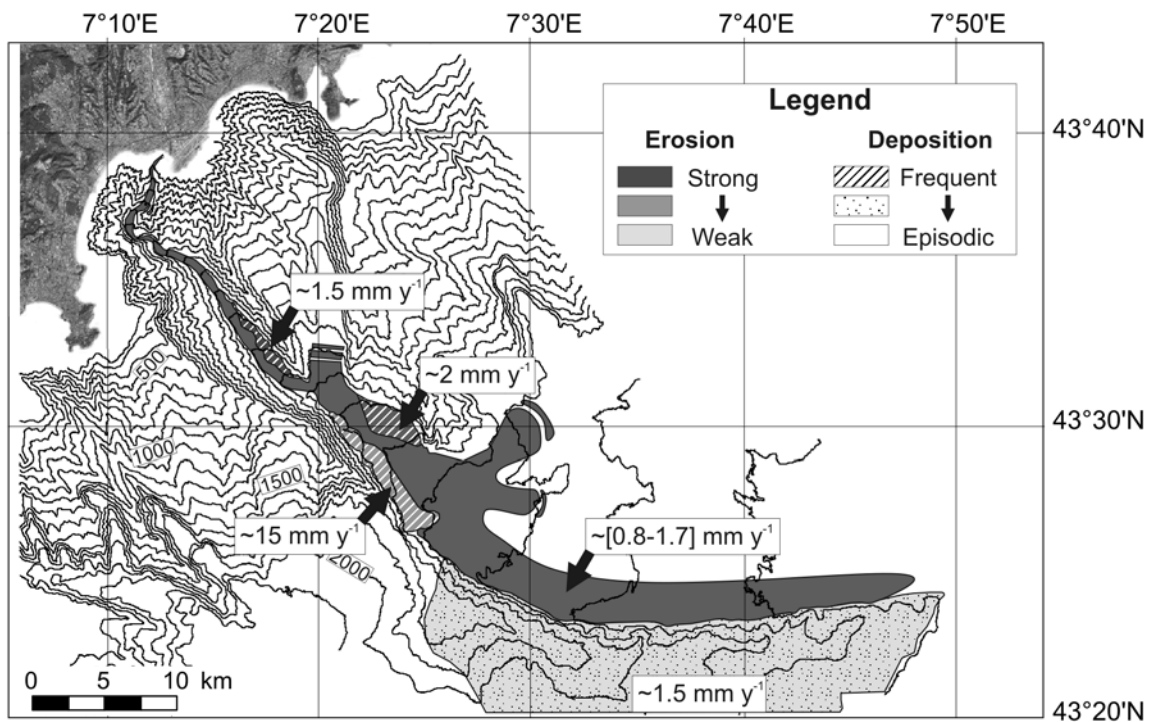 7°10'E 7°20'E 7°30'E 7°40'E 7°50'E
Legend
Erosion Deposition
Strong Frequent
Weak Episodic
43°40'N
~1.5 mm y⁻¹
500
~2 mm y⁻¹
43°30'N
1000
1500
~15 mm y⁻¹
~[0.8-1.7] mm y⁻¹
2000
~1.5 mm y⁻¹
0 5 10 km
43°20'N